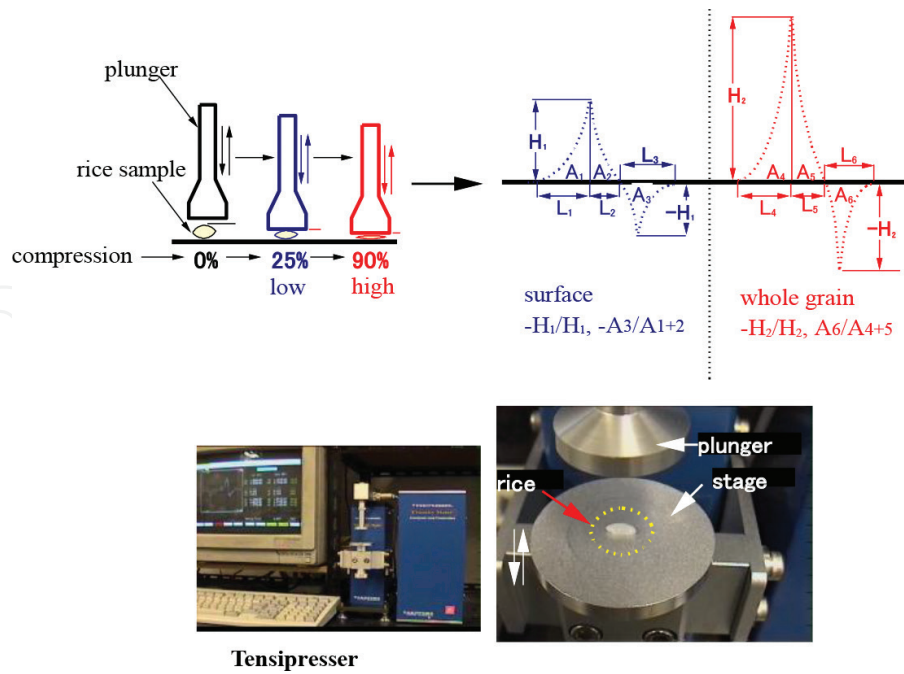 plunger
rice sample
compression
0%
25%
90%
low
high
H₁
A₁
A₂
A₃
L₁
L₂
L₃
-H₁
H₂
A₄
A₅
A₆
L₄
L₅
L₆
-H₂
surface
-H₁/H₁, -A3/A1+2
whole grain
-H₂/H₂, A6/A4+5
plunger
rice
stage
Tensipresser